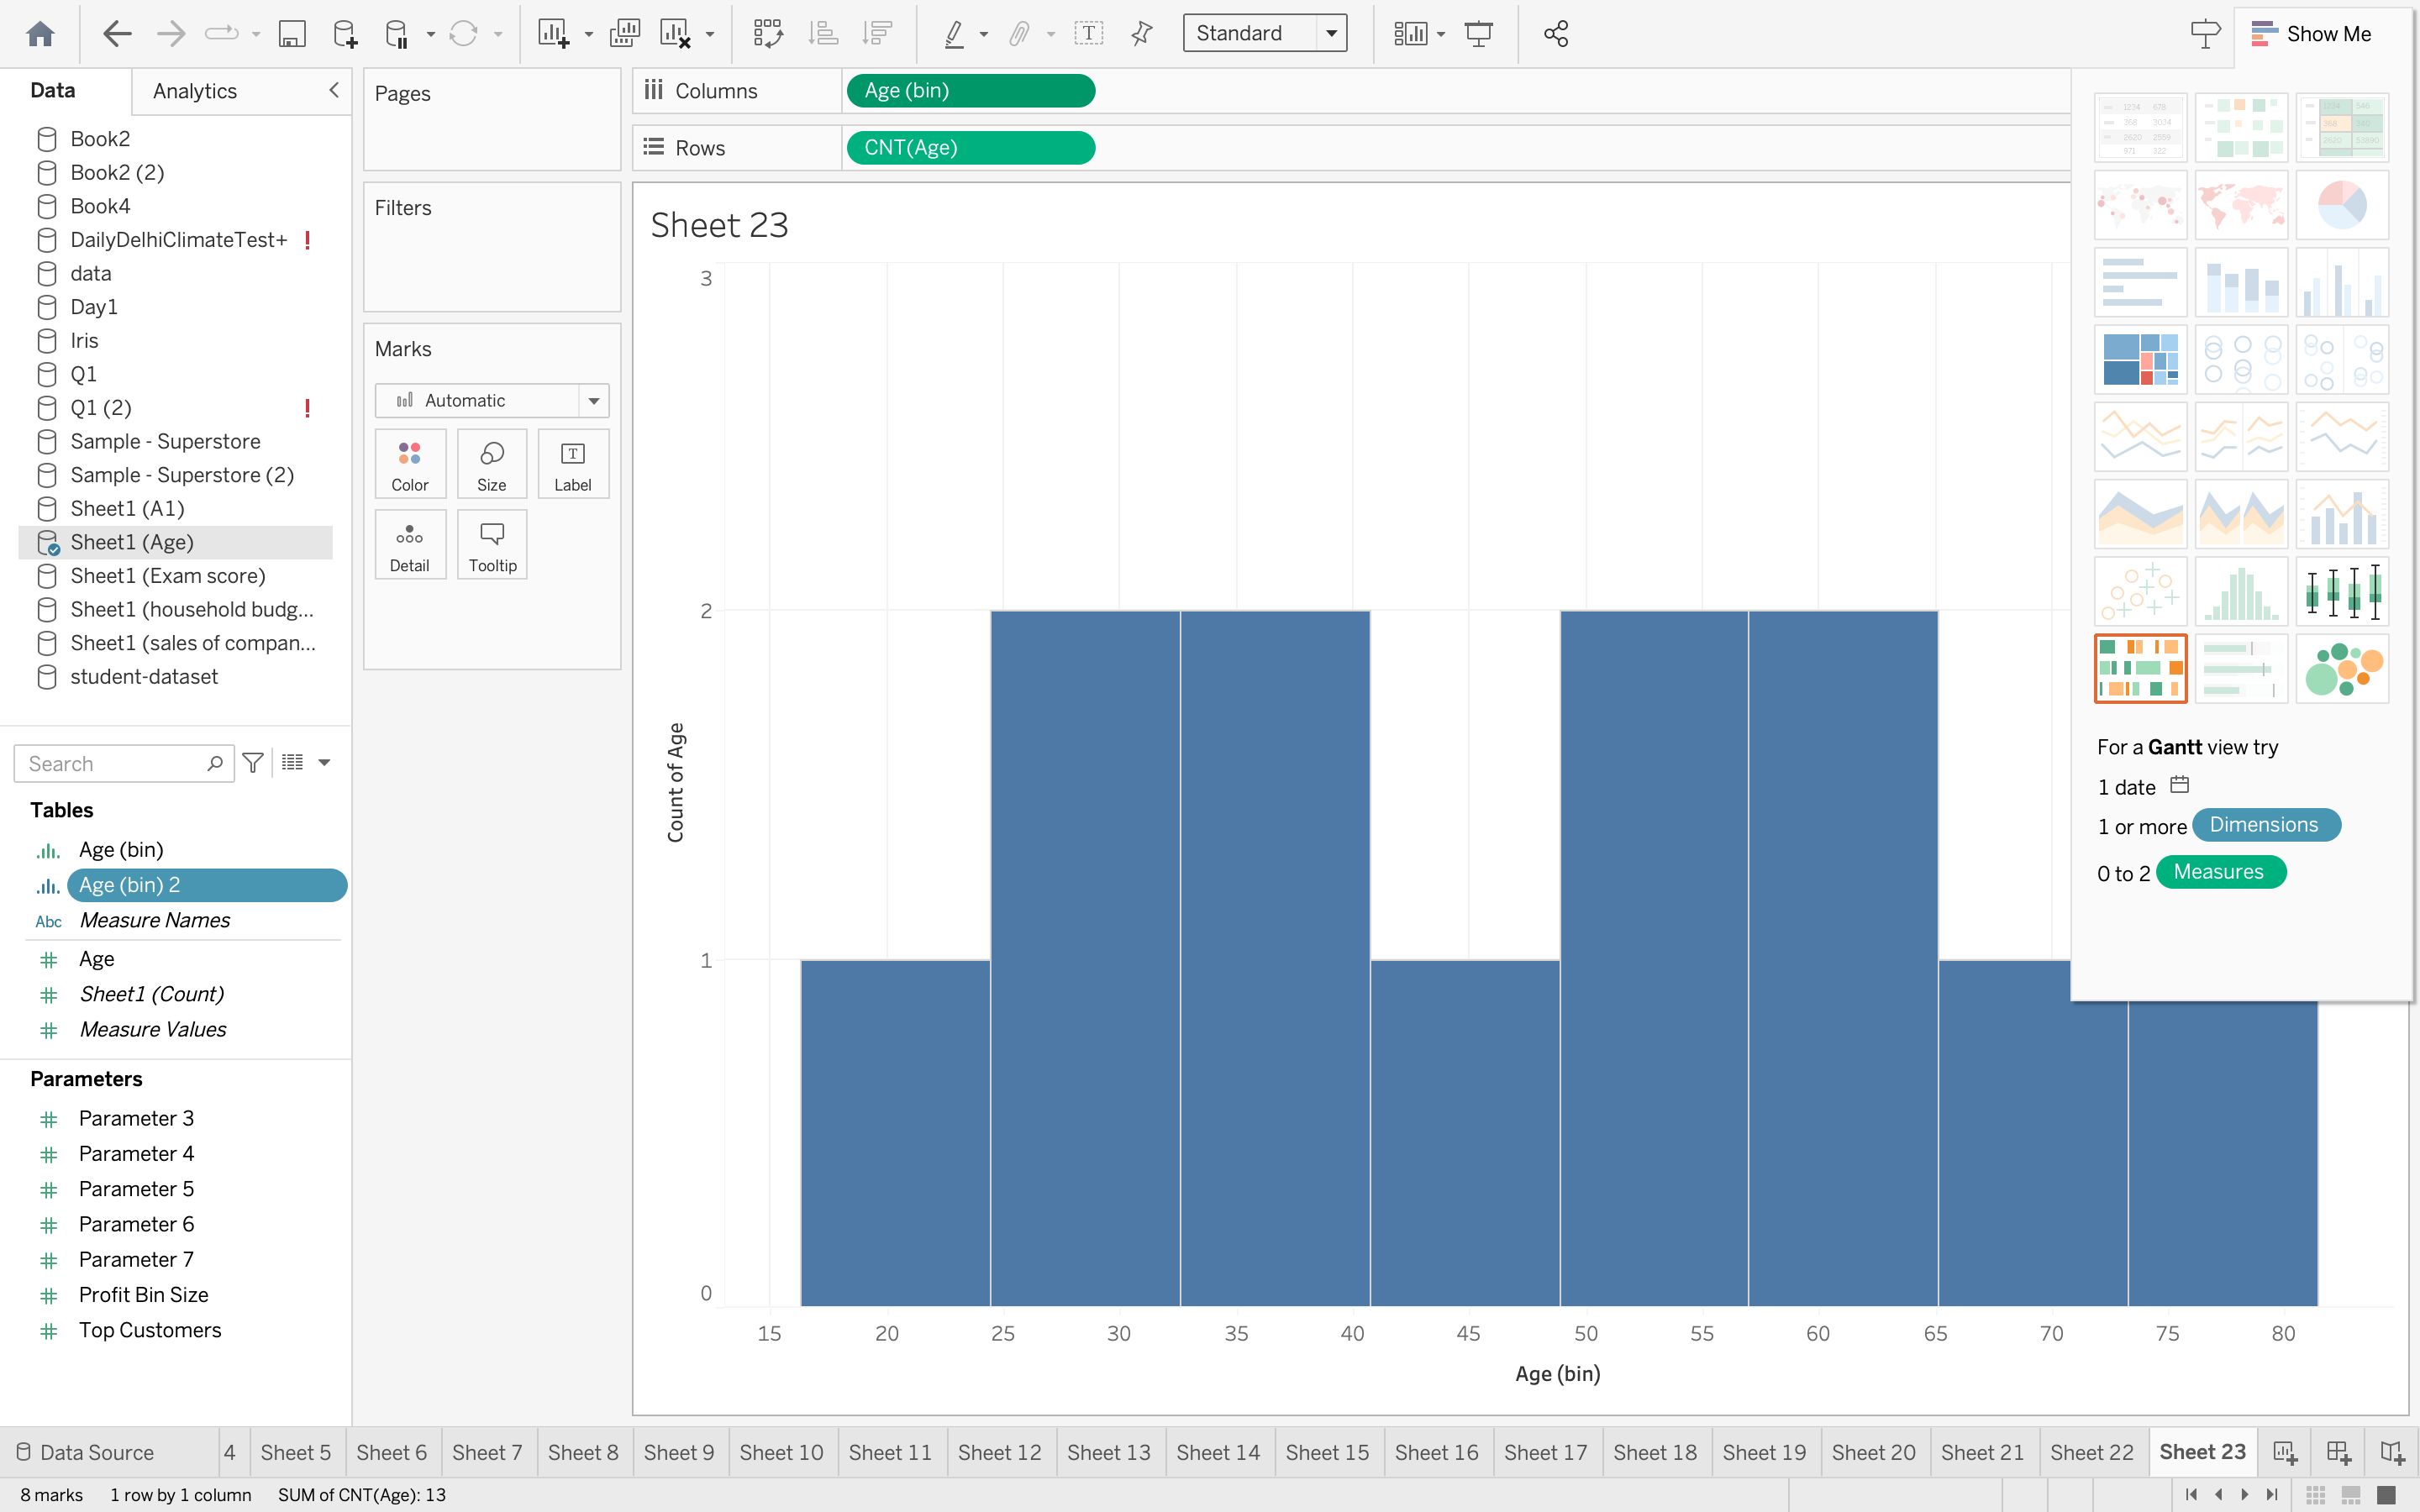 Standard
Show Me
Data
Analytics
Pages
Columns
Age (bin)
Rows
CNT(Age)
Book2
Book2 (2)
Book4
DailyDelhiClimateTest+
data
Day1
Iris
Q1
Q1 (2)
Sample - Superstore
Sample - Superstore (2)
Sheet1 (A1)
Sheet1 (Age)
Sheet1 (Exam score)
Sheet1 (household budg...
Sheet1 (sales of compan...
student-dataset
Search
Tables
Age (bin)
Age (bin) 2
Abc Measure Names
Age
Sheet1 (Count)
Measure Values
Parameters
Parameter 3
Parameter 4
Parameter 5
Parameter 6
Parameter 7
Profit Bin Size
Top Customers
Filters
Marks
Automatic
Color
Size
Label
Detail
Tooltip
Sheet 23
3
2
1
0
Count of Age
15 20 25 30 35 40 45 50 55 60 65 70 75 80
Age (bin)
For a Gantt view try
1 date
1 or more Dimensions
0 to 2 Measures
Data Source 4 Sheet 5 Sheet 6 Sheet 7 Sheet 8 Sheet 9 Sheet 10 Sheet 11 Sheet 12 Sheet 13 Sheet 14 Sheet 15 Sheet 16 Sheet 17 Sheet 18 Sheet 19 Sheet 20 Sheet 21 Sheet 22 Sheet 23
8 marks 1 row by 1 column SUM of CNT(Age): 13